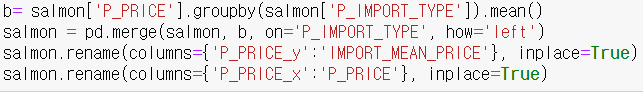 b= salmon['P_PRICE'].groupby(salmon['P_IMPORT_TYPE']).mean()
salmon = pd.merge(salmon, b, on='P_IMPORT_TYPE', how='left')
salmon.rename(columns={'P_PRICE_y':'IMPORT_MEAN_PRICE'}, inplace=True)
salmon.rename(columns={'P_PRICE_x':'P_PRICE'}, inplace=True)